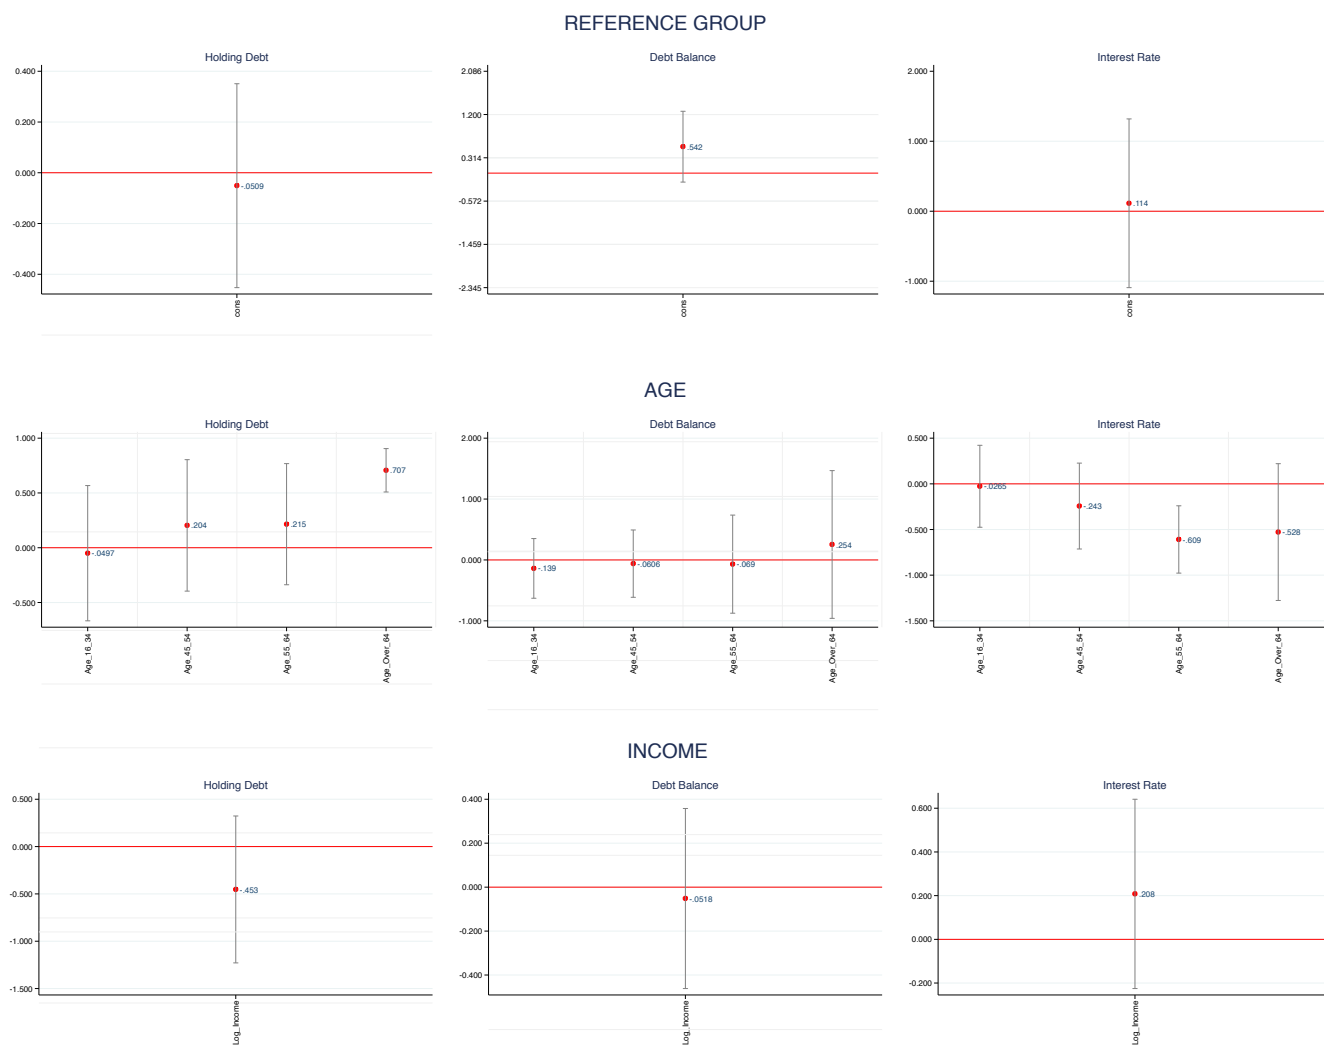 REFERENCE GROUP
Holding Debt
0.400
0.200
0.000
-0.200
-0.400
-.0509
cons
Debt Balance
2.086
1.200
0.314
-0.572
-1.459
-2.345
.542
cons
Interest Rate
2.000
1.000
0.000
-1.000
.114
cons
AGE
Holding Debt
1.000
0.500
0.000
-0.500
-.0497
.204
.215
.707
Age_16_34
Age_45_54
Age_55_64
Age_Over_64
Debt Balance
2.000
1.000
0.000
-1.000
-.139
-.0606
-.069
.254
Age_16_34
Age_45_54
Age_55_64
Age_Over_64
Interest Rate
0.500
0.000
-0.500
-1.000
-1.500
-.0265
-.243
-.609
-.528
Age_16_34
Age_45_54
Age_55_64
Age_Over_64
INCOME
Holding Debt
0.500
0.000
-0.500
-1.000
-1.500
-.453
Log_Income
Debt Balance
0.400
0.200
0.000
-0.200
-0.400
-.0518
Log_Income
Interest Rate
0.600
0.400
0.200
0.000
-0.200
.208
Log_Income